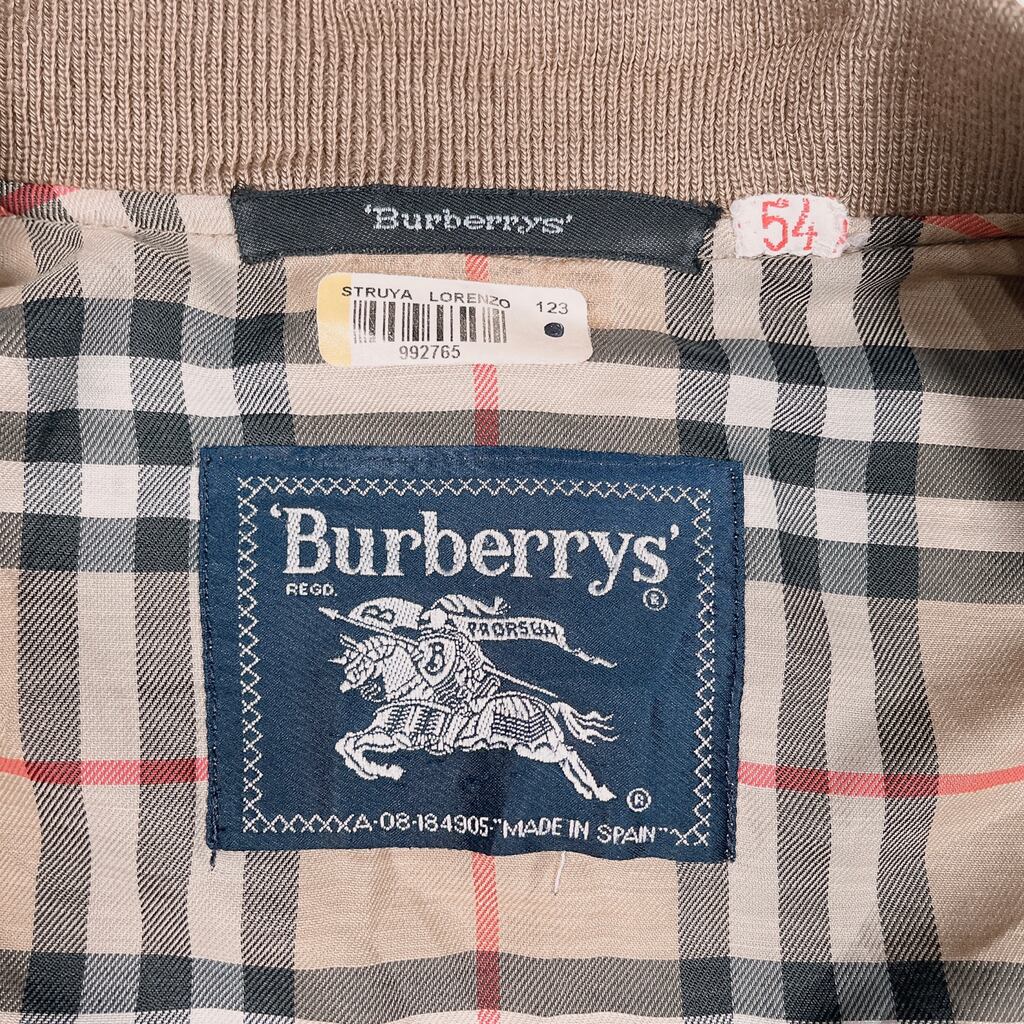 'Burberrys'
54
STRUYA LORENZO 123
992765
'Burberrys'
REGD.
®
B
PRORSUM
B
®
A-08-184905-"MADE IN SPAIN"